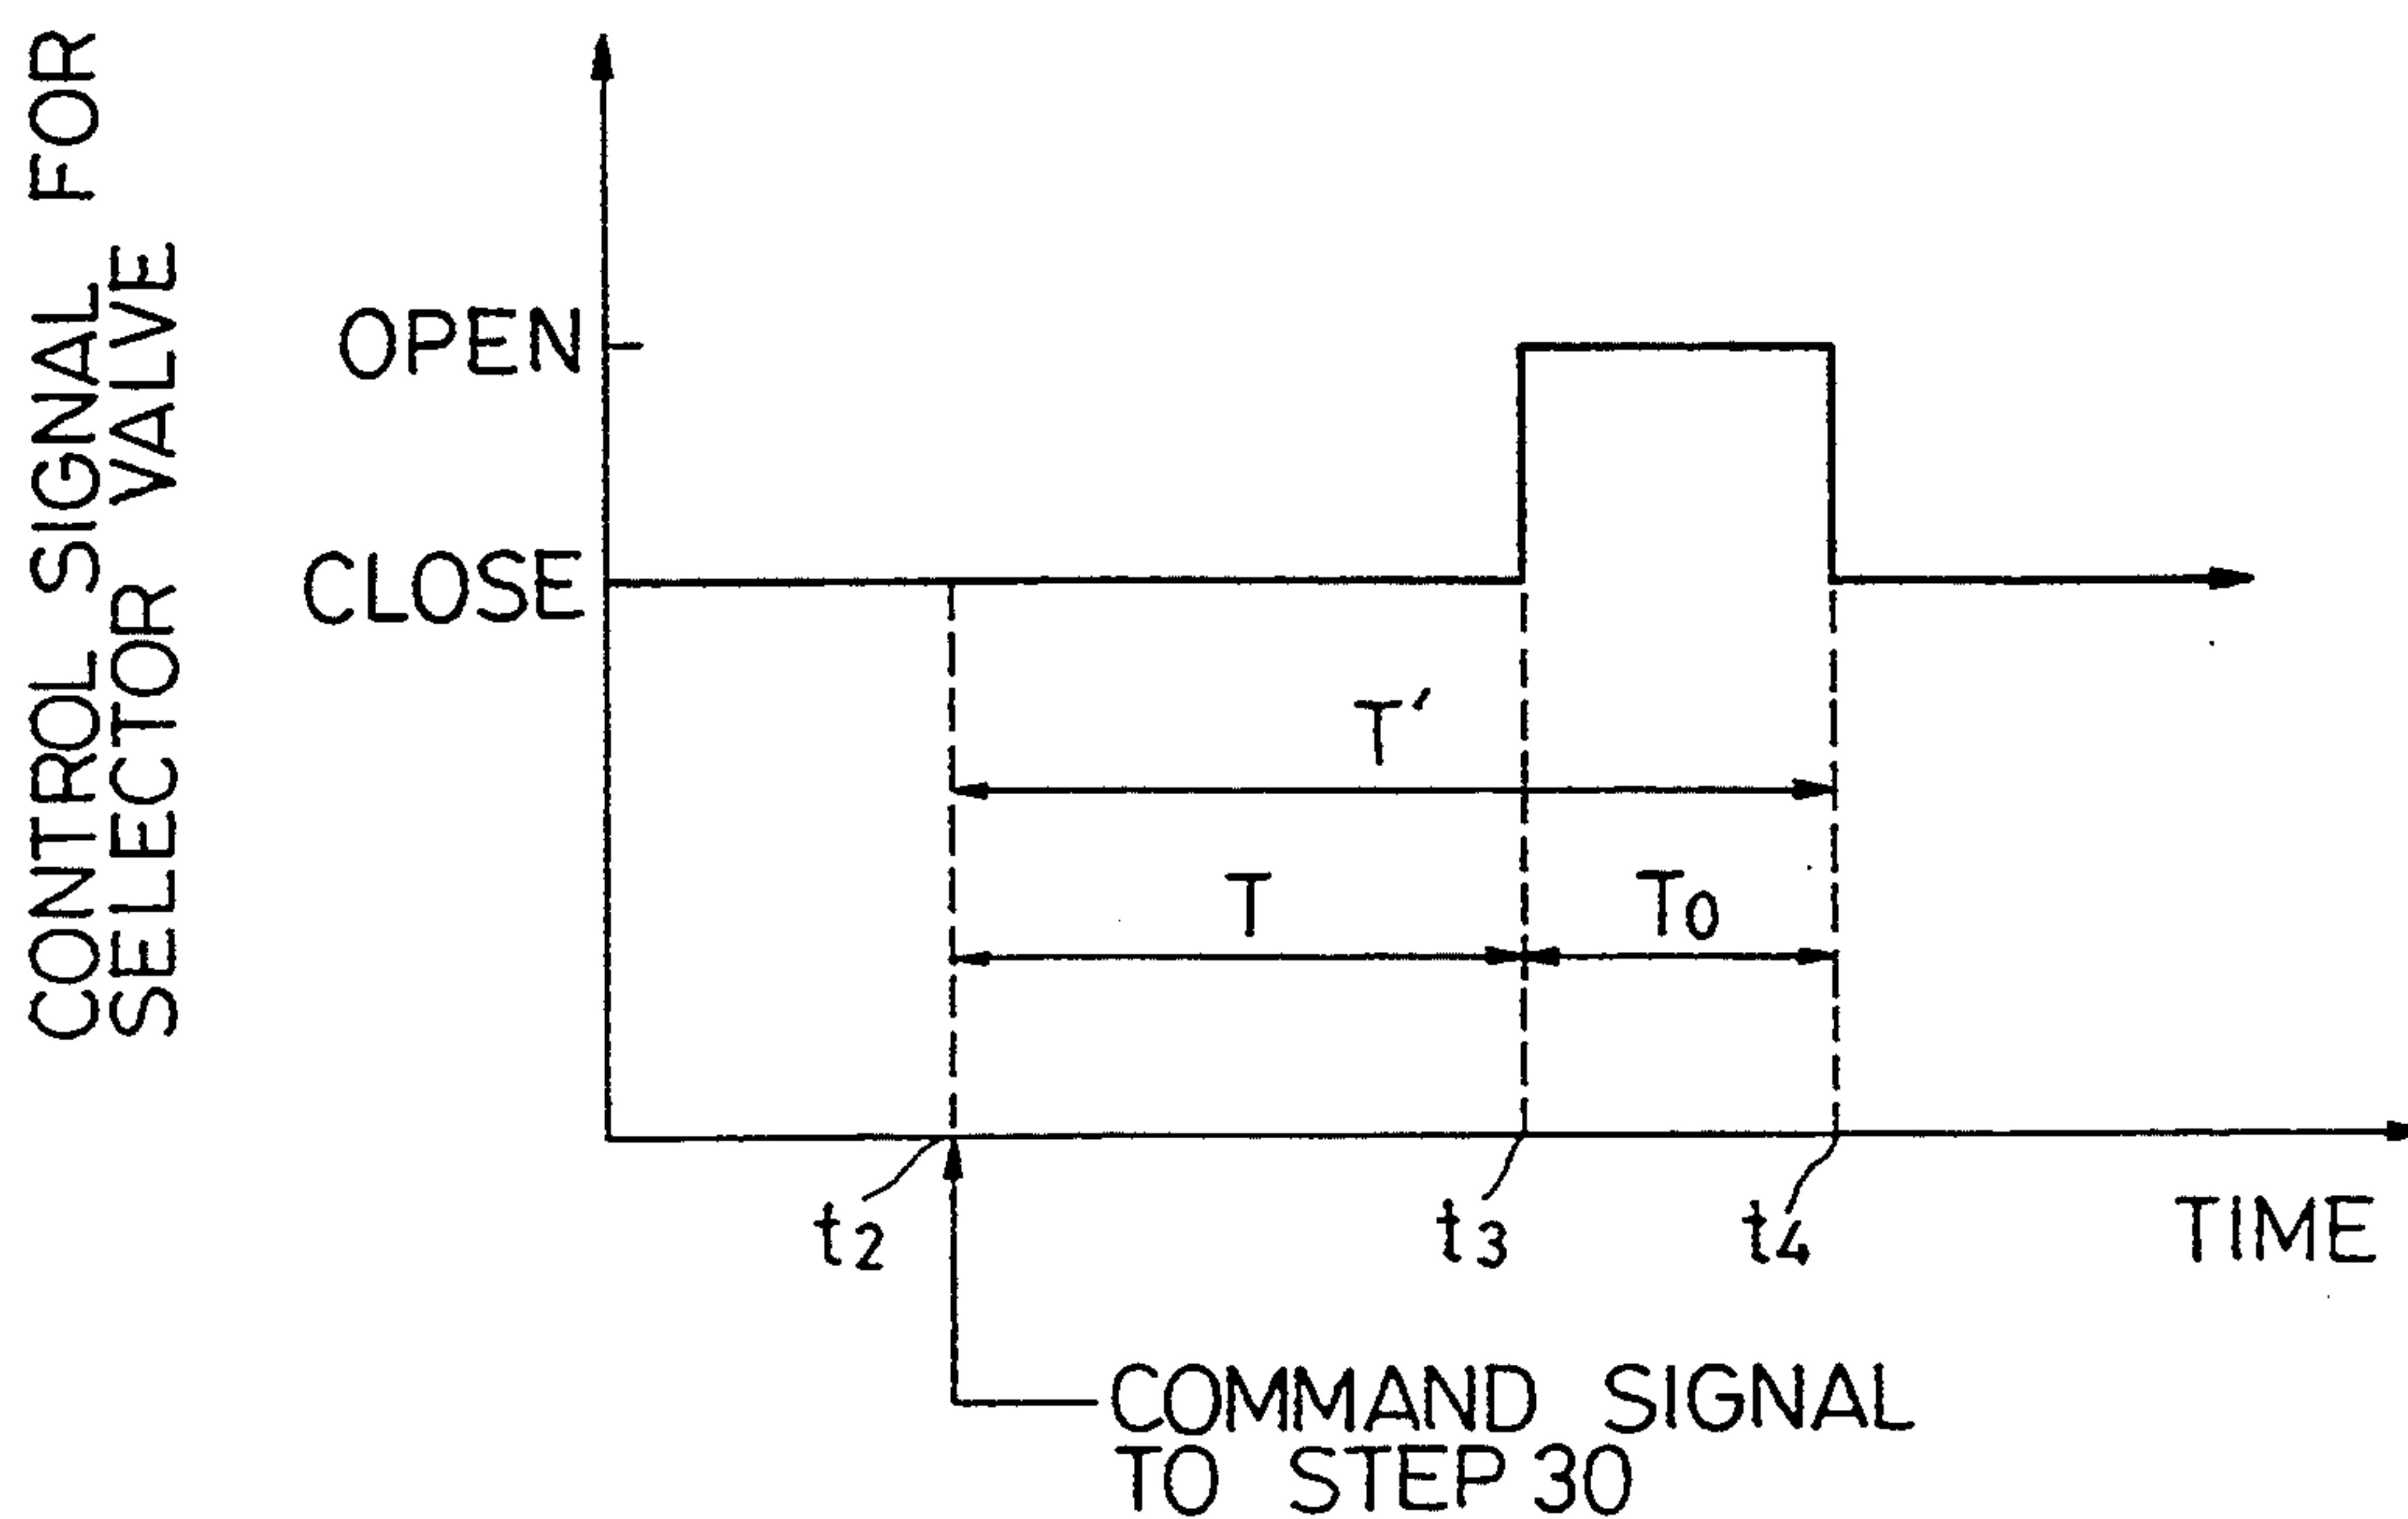 CONTROL SIGNAL FOR
SELECTOR VALVE
OPEN
CLOSE
T′
T
T0
t2
t3
t4
TIME
COMMAND SIGNAL
TO STEP 30